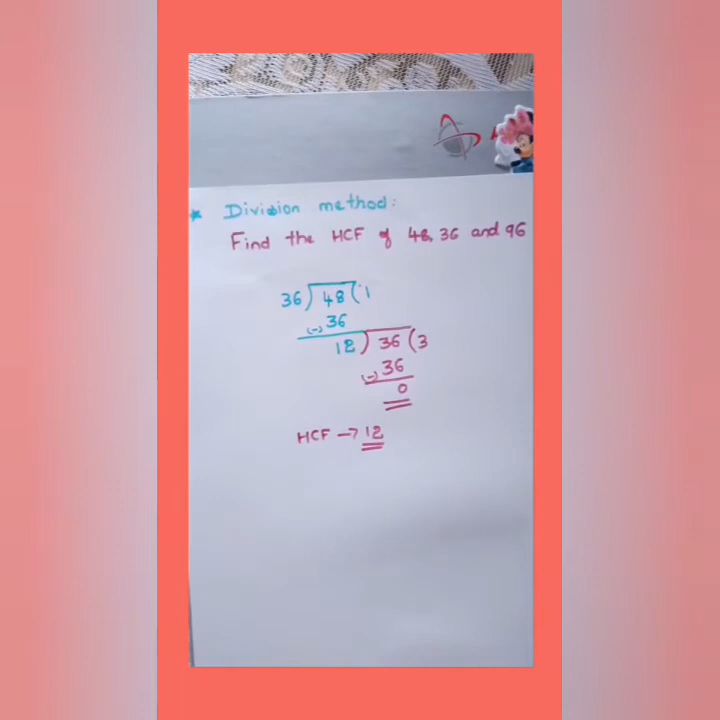 * Division method:
Find the HCF of 48, 36 and 96
36) 48 (1
(-) 36
12) 36 (3
(-) 36
0
HCF → 12